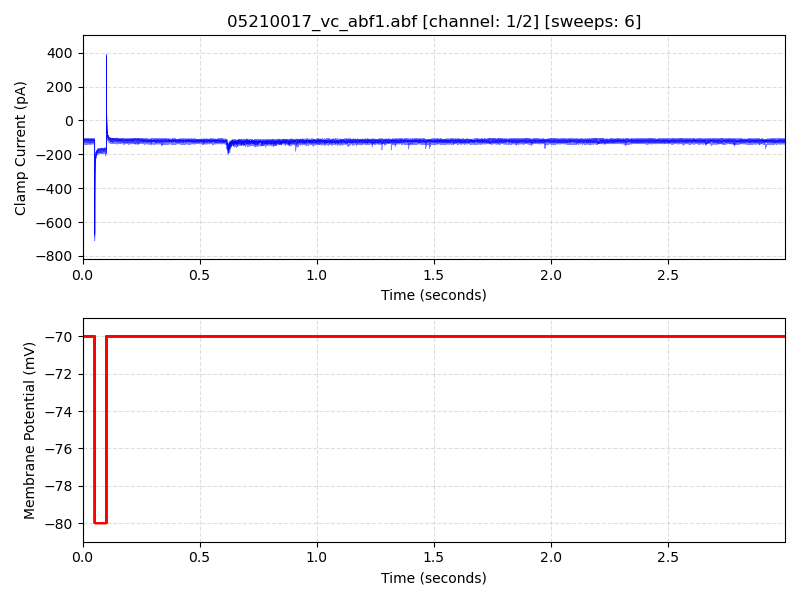 05210017_vc_abf1.abf [channel: 1/2] [sweeps: 6]
Clamp Current (pA)
400
200
0
−200
−400
−600
−800
0.0 0.5 1.0 1.5 2.0 2.5
Time (seconds)
Membrane Potential (mV)
−70
−72
−74
−76
−78
−80
0.0 0.5 1.0 1.5 2.0 2.5
Time (seconds)